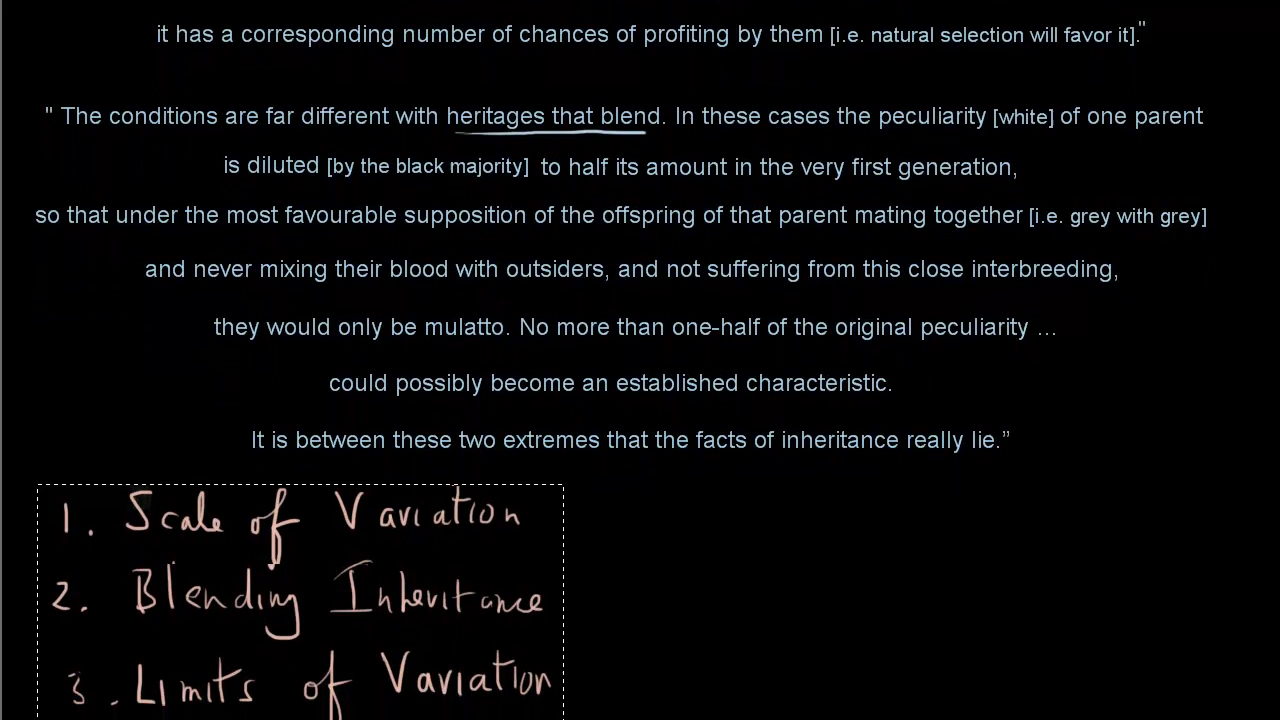 it has a corresponding number of chances of profiting by them [i.e. natural selection will favor it]."
" The conditions are far different with heritages that blend. In these cases the peculiarity [white] of one parent
is diluted [by the black majority] to half its amount in the very first generation,
so that under the most favourable supposition of the offspring of that parent mating together [i.e. grey with grey]
and never mixing their blood with outsiders, and not suffering from this close interbreeding,
they would only be mulatto. No more than one-half of the original peculiarity ...
could possibly become an established characteristic.
It is between these two extremes that the facts of inheritance really lie.”
1. Scale of Variation
2. Blending Inheritance
3. Limits of Variation